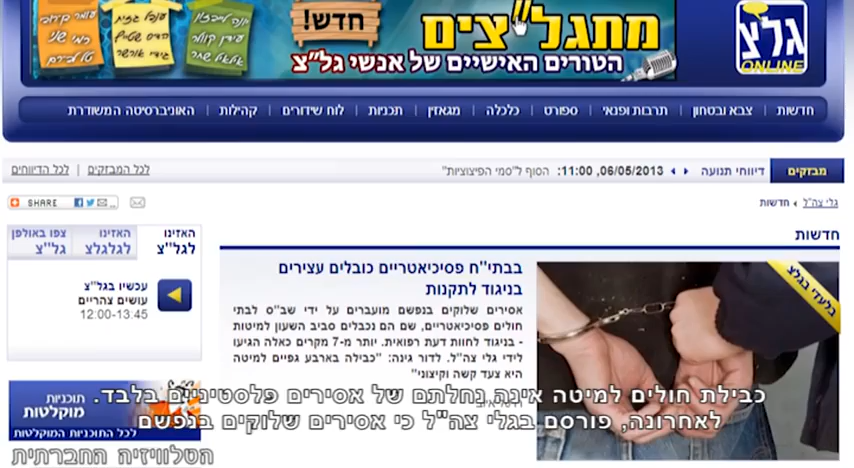 חדש!
מתגלי"צים
הטורים האישיים של אנשי גלי"צ
גלצ
ONLINE
חדשות | צבא ובטחון | תרבות ופנאי | ספורט | כלכלה | מגאזין | תכניות | לוח שידורים | קהילות | האוניברסיטה המשודרת
מבזקים
דיווחי תנועה
06/05/2013, 11:00: הסוף ל"סמי הפיצוציות"
לכל המבזקים | לכל הדיווחים
גלי צה"ל חדשות
SHARE
חדשות
האזינו לגל"צ
האזינו לגלגלצ
צפו באולפן גל"צ
עכשיו בגל"צ
עושים צהריים
12:00-13:45
בלעדי בגלצ
בבתי"ח פסיכיאטריים כובלים עצירים
בניגוד לתקנות
אסירים שלוקים בנפשם מועברים על ידי שב"ס לבתי
חולים פסיכיאטריים, שם הם נכבלים סביב השעון למיטות
- בניגוד לחוות דעת רפואית. יותר מ-7 מקרים כאלה הגיעו
לידי גלי צה"ל. לדור גינה: "כבילה בארבע גפיים למיטה
היא צעד קשה וקיצוני"
תוכניות
מוקלטות
לכל התוכניות המוקלטות
כבילת חולים למיטה אינה נחלתם של אסירים פלסטיניים בלבד.
לאחרונה, פורסם בגלי צה"ל כי אסירים שלוקים בנפשם
הטלוויזיה החברתית